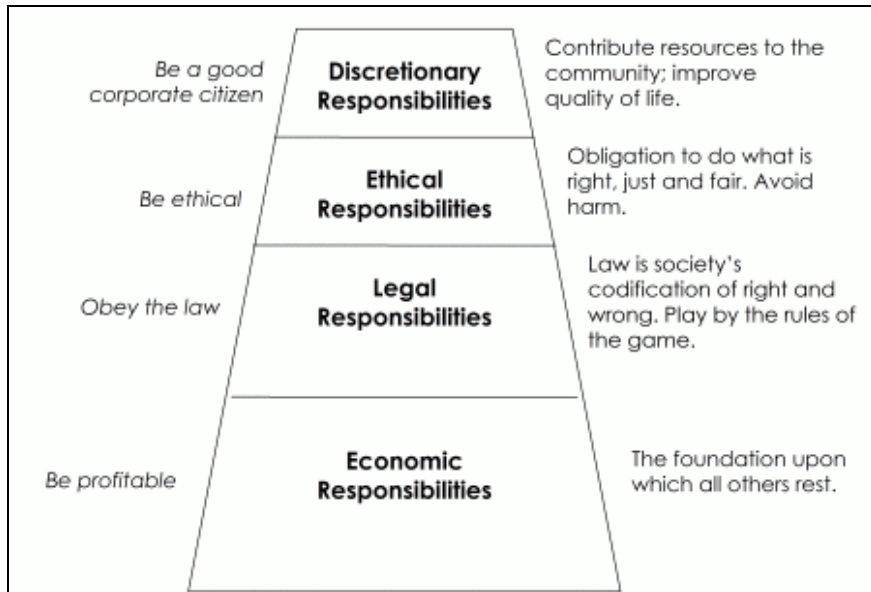 Be a good
corporate citizen
Discretionary
Responsibilities
Contribute resources to the
community; improve
quality of life.
Be ethical
Ethical
Responsibilities
Obligation to do what is
right, just and fair. Avoid
harm.
Obey the law
Legal
Responsibilities
Law is society's
codification of right and
wrong. Play by the rules of
the game.
Be profitable
Economic
Responsibilities
The foundation upon
which all others rest.